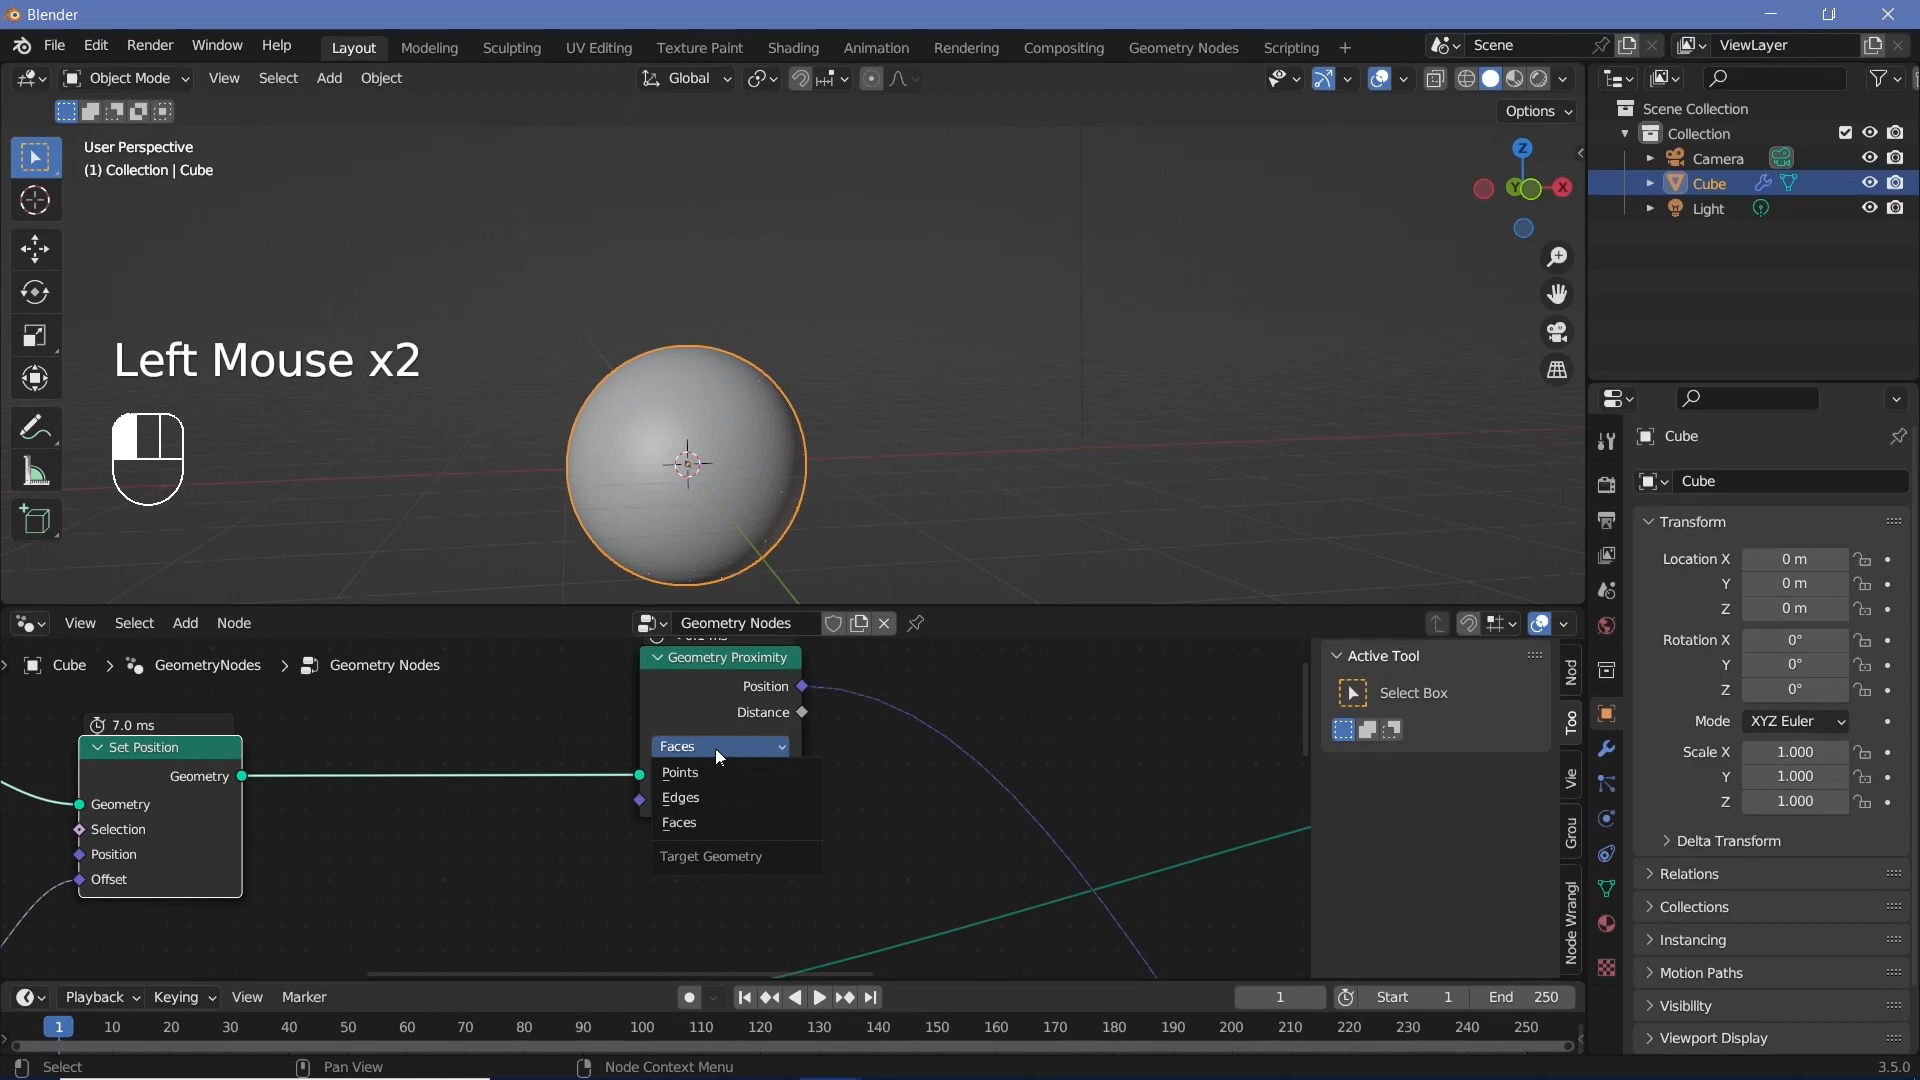 Blender
File Edit Render Window Help
Layout Modeling Sculpting UV Editing Texture Paint Shading Animation Rendering Compositing Geometry Nodes Scripting
Scene
ViewLayer
Object Mode View Select Add Object
Global
Options
User Perspective
(1) Collection | Cube
Z
Y
X
Left Mouse x2
Scene Collection
Collection
Camera
Cube
Light
Cube
Cube
Transform
Location X 0 m
Y 0 m
Z 0 m
Rotation X 0°
Y 0°
Z 0°
Mode XYZ Euler
Scale X 1.000
Y 1.000
Z 1.000
Delta Transform
Relations
Collections
Instancing
Motion Paths
Visibility
Viewport Display
View Select Add Node
Geometry Nodes
Cube > GeometryNodes > Geometry Nodes
7.0 ms
Set Position
Geometry
Geometry
Selection
Position
Offset
Geometry Proximity
Position
Distance
Faces
Points
Edges
Faces
Target Geometry
Active Tool
Select Box
Nod
Too
Vie
Grou
Node Wrangl
Playback Keying View Marker
1
Start 1
End 250
1 10 20 30 40 50 60 70 80 90 100 110 120 130 140 150 160 170 180 190 200 210 220 230 240 250
Select
Pan View
Node Context Menu
3.5.0